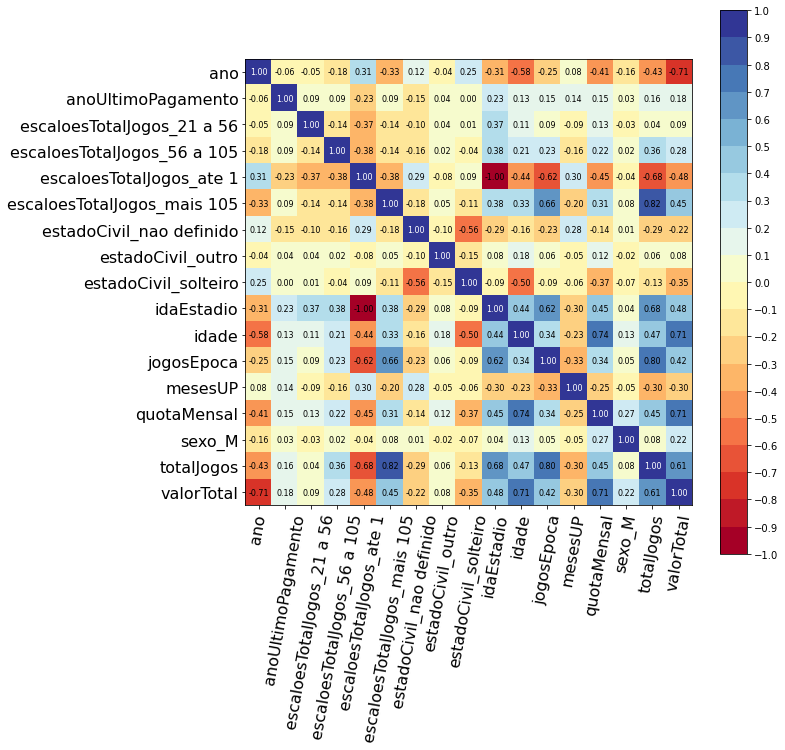 ano 1.00 -0.06 -0.05 -0.18 0.31 -0.33 0.12 -0.04 0.25 -0.31 -0.58 -0.25 0.08 -0.41 -0.16 -0.43 -0.71
anoUltimoPagamento -0.06 1.00 0.09 0.09 -0.23 0.09 -0.15 0.04 0.00 0.23 0.13 0.15 0.14 0.15 0.03 0.16 0.18
escaloesTotalJogos_21 a 56 -0.05 0.09 1.00 -0.14 -0.37 -0.14 -0.10 0.04 0.01 0.37 0.11 0.09 -0.09 0.13 -0.03 0.04 0.09
escaloesTotalJogos_56 a 105 -0.18 0.09 -0.14 1.00 -0.38 -0.14 -0.16 0.02 -0.04 0.38 0.21 0.23 -0.16 0.22 0.02 0.36 0.28
escaloesTotalJogos_ate 1 0.31 -0.23 -0.37 -0.38 1.00 -0.38 0.29 -0.08 0.09 -1.00 -0.44 -0.62 0.30 -0.45 -0.04 -0.68 -0.48
escaloesTotalJogos_mais 105 -0.33 0.09 -0.14 -0.14 -0.38 1.00 -0.18 0.05 -0.11 0.38 0.33 0.66 -0.20 0.31 0.08 0.82 0.45
estadoCivil_nao definido 0.12 -0.15 -0.10 -0.16 0.29 -0.18 1.00 -0.10 -0.56 -0.29 -0.16 -0.23 0.28 -0.14 0.01 -0.29 -0.22
estadoCivil_outro -0.04 0.04 0.04 0.02 -0.08 0.05 -0.10 1.00 -0.15 0.08 0.18 0.06 -0.05 0.12 -0.02 0.06 0.08
estadoCivil_solteiro 0.25 0.00 0.01 -0.04 0.09 -0.11 -0.56 -0.15 1.00 -0.09 -0.50 -0.09 -0.06 -0.37 -0.07 -0.13 -0.35
idaEstadio -0.31 0.23 0.37 0.38 -1.00 0.38 -0.29 0.08 -0.09 1.00 0.44 0.62 -0.30 0.45 0.04 0.68 0.48
idade -0.58 0.13 0.11 0.21 -0.44 0.33 -0.16 0.18 -0.50 0.44 1.00 0.34 -0.23 0.74 0.13 0.47 0.71
jogosEpoca -0.25 0.15 0.09 0.23 -0.62 0.66 -0.23 0.06 -0.09 0.62 0.34 1.00 -0.33 0.34 0.05 0.80 0.42
mesesUP 0.08 0.14 -0.09 -0.16 0.30 -0.20 0.28 -0.05 -0.06 -0.30 -0.23 -0.33 1.00 -0.25 -0.05 -0.30 -0.30
quotaMensal -0.41 0.15 0.13 0.22 -0.45 0.31 -0.14 0.12 -0.37 0.45 0.74 0.34 -0.25 1.00 0.27 0.45 0.71
sexo_M -0.16 0.03 -0.03 0.02 -0.04 0.08 0.01 -0.02 -0.07 0.04 0.13 0.05 -0.05 0.27 1.00 0.08 0.22
totalJogos -0.43 0.16 0.04 0.36 -0.68 0.82 -0.29 0.06 -0.13 0.68 0.47 0.80 -0.30 0.45 0.08 1.00 0.61
valorTotal -0.71 0.18 0.09 0.28 -0.48 0.45 -0.22 0.08 -0.35 0.48 0.71 0.42 -0.30 0.71 0.22 0.61 1.00
ano
anoUltimoPagamento
escaloesTotalJogos_21 a 56
escaloesTotalJogos_56 a 105
escaloesTotalJogos_ate 1
escaloesTotalJogos_mais 105
estadoCivil_nao definido
estadoCivil_outro
estadoCivil_solteiro
idaEstadio
idade
jogosEpoca
mesesUP
quotaMensal
sexo_M
totalJogos
valorTotal
1.0
0.9
0.8
0.7
0.6
0.5
0.4
0.3
0.2
0.1
0.0
−0.1
−0.2
−0.3
−0.4
−0.5
−0.6
−0.7
−0.8
−0.9
−1.0